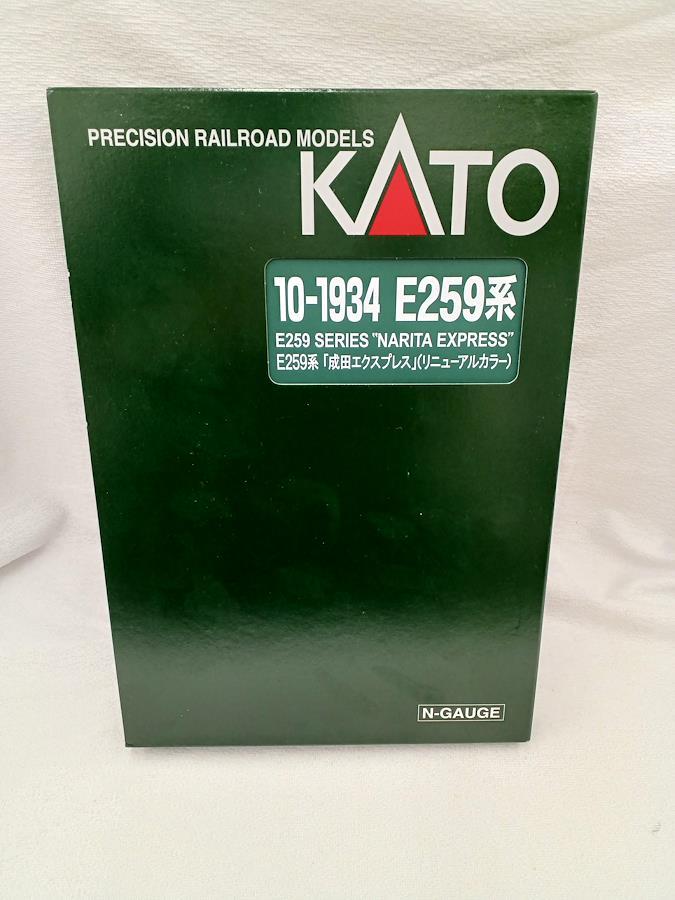 PRECISION RAILROAD MODELS
KATO
10-1934 E259系
E259 SERIES "NARITA EXPRESS"
E259系「成田エクスプレス」(リニューアルカラー)
N-GAUGE